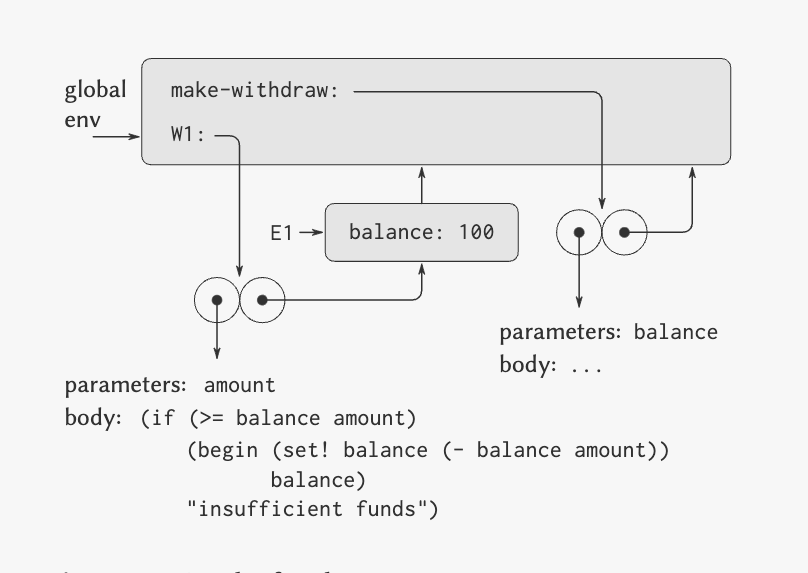 global
env
make-withdraw:
W1:
E1
balance: 100
parameters: balance
body: ...
parameters: amount
body: (if (>= balance amount)
(begin (set! balance (- balance amount))
balance)
"insufficient funds")